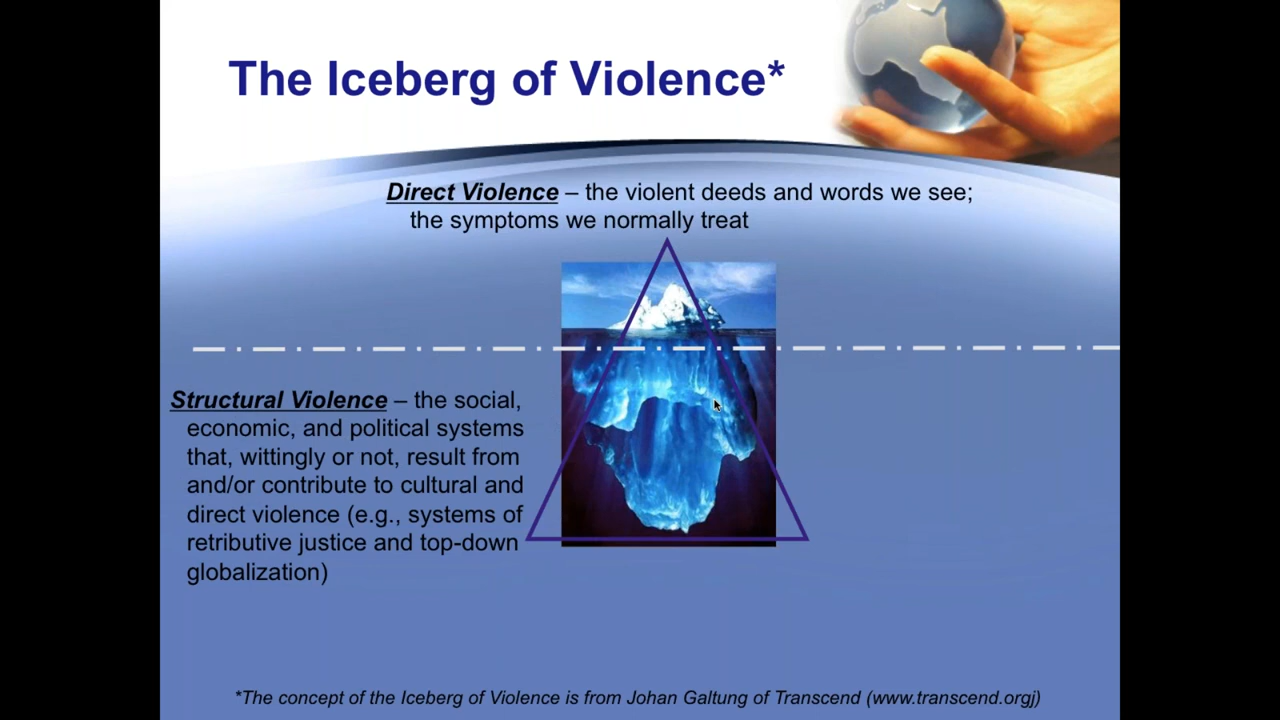 The Iceberg of Violence*
Direct Violence – the violent deeds and words we see;
the symptoms we normally treat
Structural Violence – the social,
economic, and political systems
that, wittingly or not, result from
and/or contribute to cultural and
direct violence (e.g., systems of
retributive justice and top-down
globalization)
*The concept of the Iceberg of Violence is from Johan Galtung of Transcend (www.transcend.orgj)